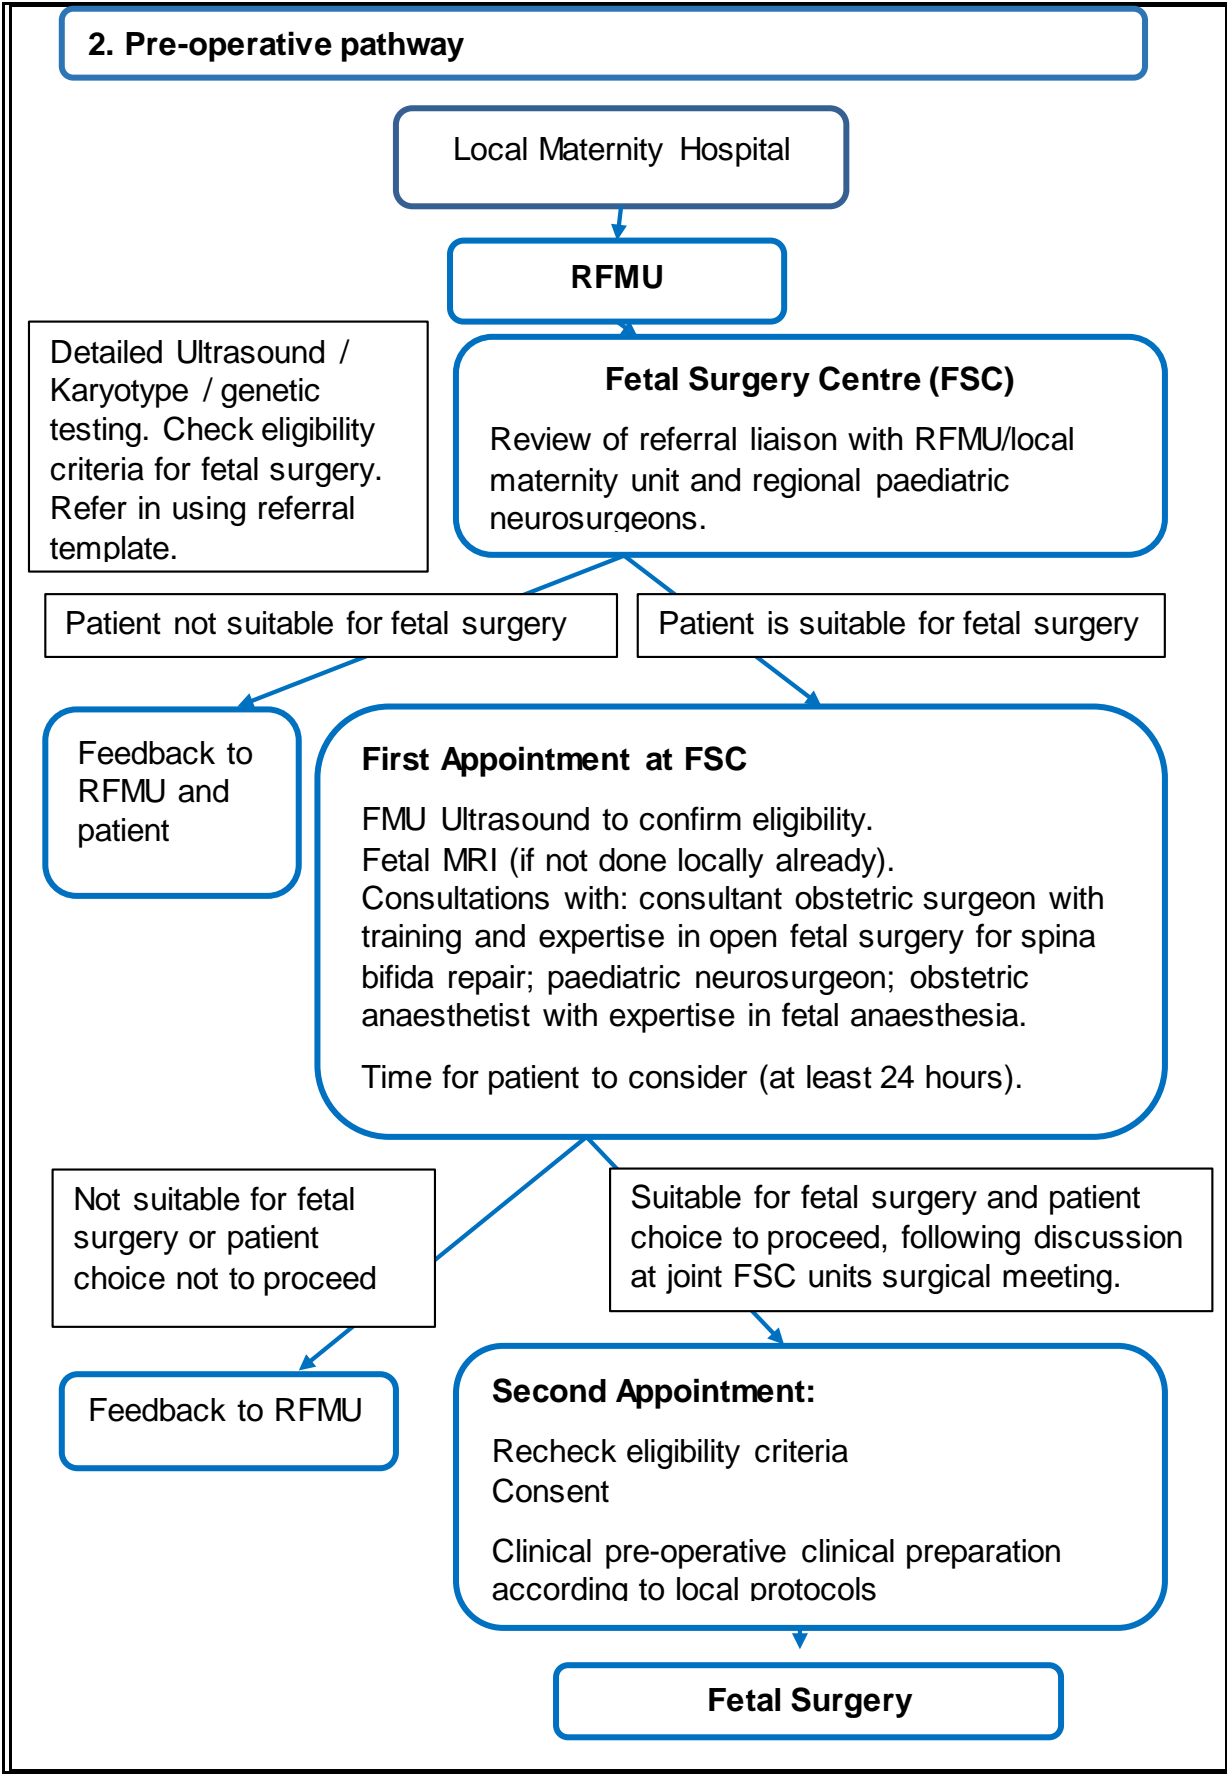 2. Pre-operative pathway
Local Maternity Hospital
RFMU
Detailed Ultrasound /
Karyotype / genetic
testing. Check eligibility
criteria for fetal surgery.
Refer in using referral
template.
Fetal Surgery Centre (FSC)
Review of referral liaison with RFMU/local
maternity unit and regional paediatric
neurosurgeons.
Patient not suitable for fetal surgery
Patient is suitable for fetal surgery
Feedback to
RFMU and
patient
First Appointment at FSC
FMU Ultrasound to confirm eligibility.
Fetal MRI (if not done locally already).
Consultations with: consultant obstetric surgeon with
training and expertise in open fetal surgery for spina
bifida repair; paediatric neurosurgeon; obstetric
anaesthetist with expertise in fetal anaesthesia.
Time for patient to consider (at least 24 hours).
Not suitable for fetal
surgery or patient
choice not to proceed
Suitable for fetal surgery and patient
choice to proceed, following discussion
at joint FSC units surgical meeting.
Feedback to RFMU
Second Appointment:
Recheck eligibility criteria
Consent
Clinical pre-operative clinical preparation
according to local protocols
Fetal Surgery